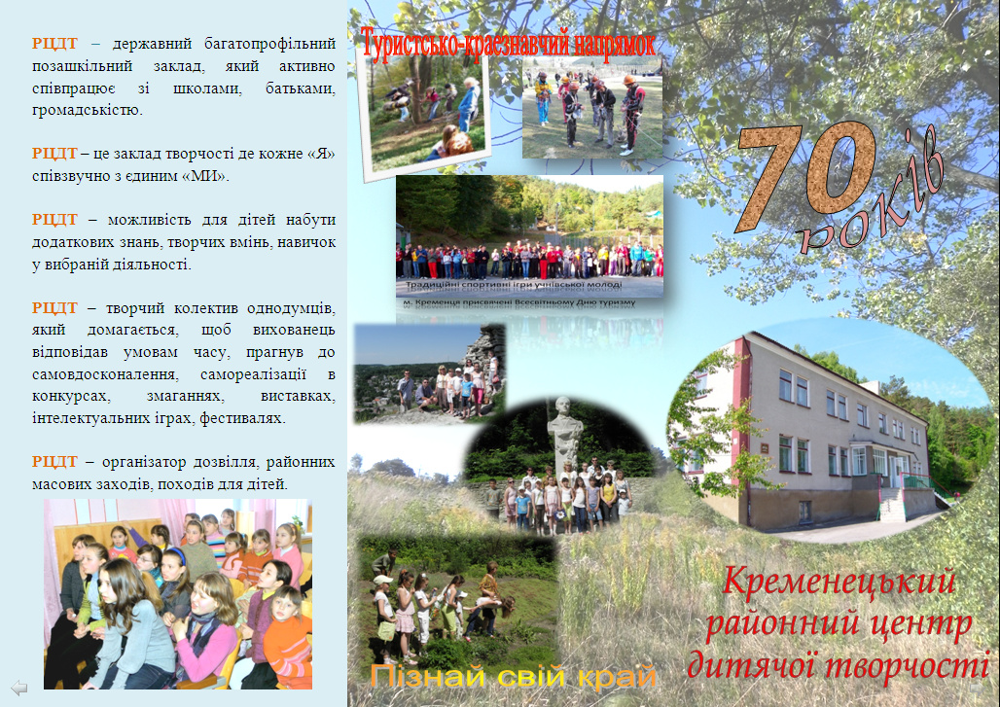 РЦДТ – державний багатопрофільний
позашкільний заклад, який активно
співпрацює зі школами, батьками,
громадськістю.
РЦДТ – це заклад творчості де кожне «Я»
співзвучно з єдиним «МИ».
РЦДТ – можливість для дітей набути
додаткових знань, творчих вмінь, навичок
у вибраній діяльності.
РЦДТ – творчий колектив однодумців,
який домагається, щоб вихованець
відповідав умовам часу, прагнув до
самовдосконалення, самореалізації в
конкурсах, змаганнях, виставках,
інтелектуальних іграх, фестивалях.
РЦДТ – організатор дозвілля, районних
масових заходів, походів для дітей.
Туристсько-краєзнавчий напрямок
Традиційні спортивні ігри учнівської молоді
м. Кременця присвячені Всесвітньому Дню туризму
Пізнай свій край
70
років
Кременецький
районний центр
дитячої творчості